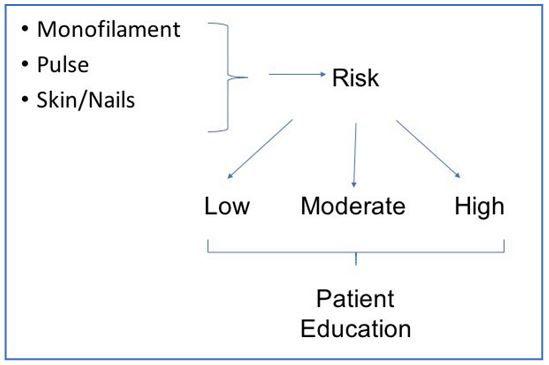 • Monofilament
• Pulse
• Skin/Nails
Risk
Low Moderate High
Patient
Education